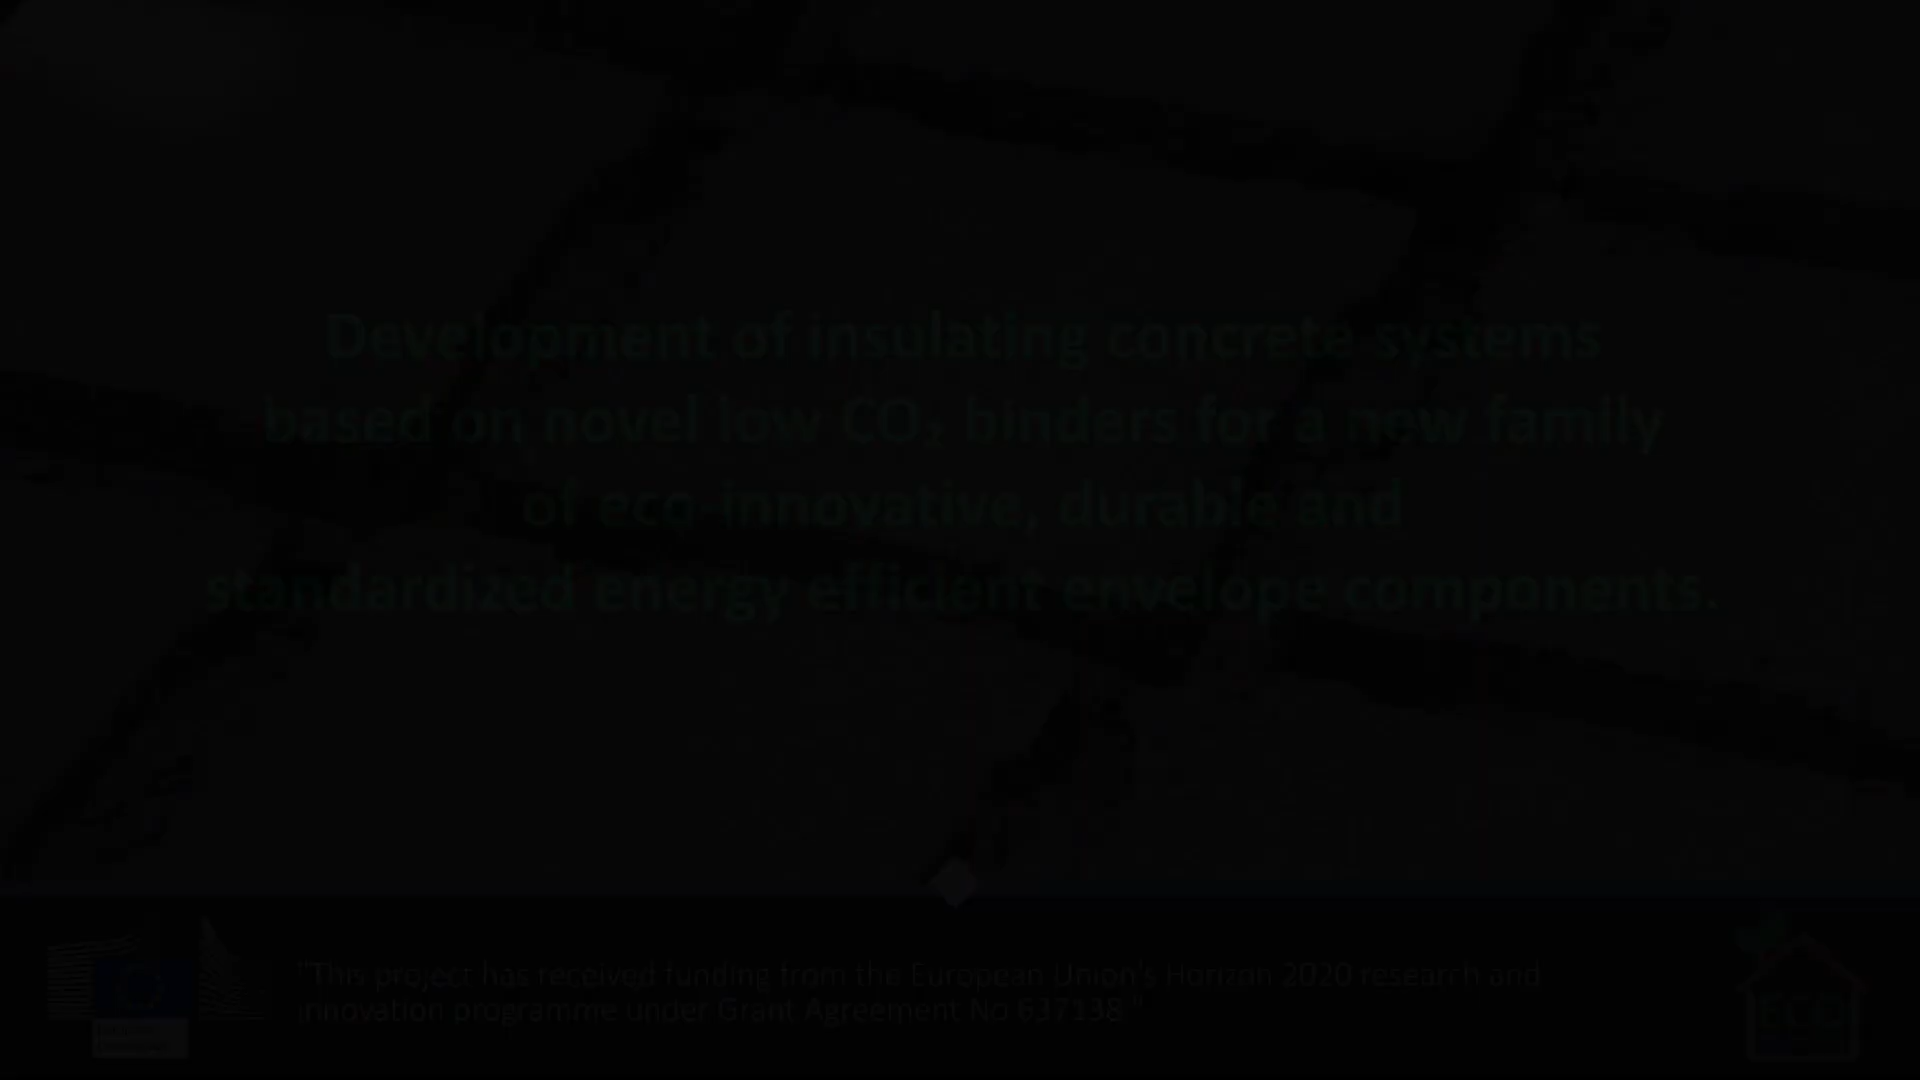 Development of insulating concrete systems
based on novel low CO₂ binders for a new family
of eco-innovative, durable and
standardized energy efficient envelope components.
"This project has received funding from the European Union's Horizon 2020 research and
innovation programme under Grant Agreement No 637138."
ECO